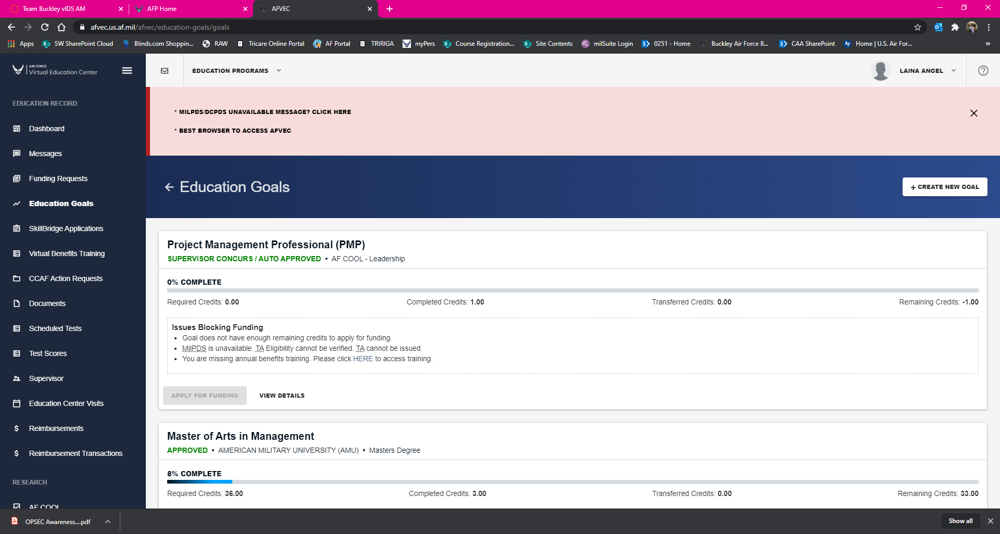 Team Buckley vIDS AM
AFP Home
AFVEC
afvec.us.af.mil/afvec/education-goals/goals
Apps
SW SharePoint Cloud
Blinds.com Shoppin...
RAW
Tricare Online Portal
AF Portal
TRIRIGA
myPers
Course Registration...
Site Contents
milSuite Login
0251 - Home
Buckley Air Force B...
CAA SharePoint
Home | U.S. Air For...
»
AIR FORCE
Virtual Education Center
EDUCATION PROGRAMS
LAINA ANGEL
EDUCATION RECORD
Dashboard
Messages
Funding Requests
Education Goals
SkillBridge Applications
Virtual Benefits Training
CCAF Action Requests
Documents
Scheduled Tests
Test Scores
Supervisor
Education Center Visits
Reimbursements
Reimbursement Transactions
RESEARCH
AF COOL
* MILPDS/DCPDS UNAVAILABLE MESSAGE? CLICK HERE
* BEST BROWSER TO ACCESS AFVEC
Education Goals
+ CREATE NEW GOAL
Project Management Professional (PMP)
SUPERVISOR CONCURS / AUTO APPROVED • AF COOL - Leadership
0% COMPLETE
Required Credits: 0.00
Completed Credits: 1.00
Transferred Credits: 0.00
Remaining Credits: -1.00
Issues Blocking Funding
• Goal does not have enough remaining credits to apply for funding.
• MilPDS is unavailable. TA Eligibility cannot be verified. TA cannot be issued.
• You are missing annual benefits training. Please click HERE to access training.
APPLY FOR FUNDING
VIEW DETAILS
Master of Arts in Management
APPROVED • AMERICAN MILITARY UNIVERSITY (AMU) • Masters Degree
8% COMPLETE
Required Credits: 36.00
Completed Credits: 3.00
Transferred Credits: 0.00
Remaining Credits: 33.00
OPSEC Awareness....pdf
Show all